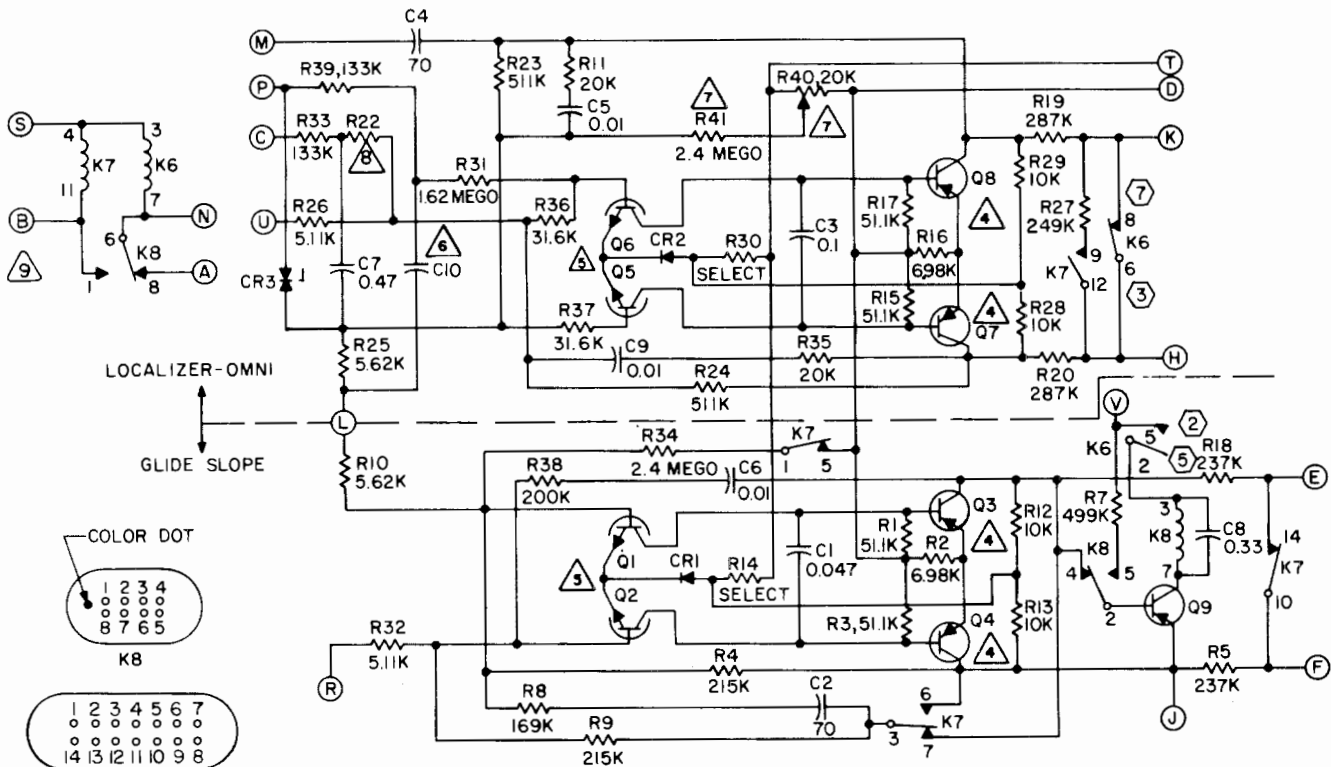 C4
70
M
R23
511K
R11
20K
C5
0.01
T
R39,133K
P
R40,20K
D
7
R41
2.4 MEGO
7
R19
287K
K
S
4
K7
11
3
K6
7
C
R33
133K
R22
8
R31
1.62 MEGO
Q8
4
R29
10K
R27
249K
7
8
K6
6
3
B
N
6
K8
1
8
A
9
U
R26
5.11K
R36
31.6K
6
C10
Q6
5
Q5
CR2
R30
SELECT
C3
0.1
R17
51.1K
R16
6.98K
R15
51.1K
4
Q7
9
K7
12
R28
10K
CR3
C7
0.47
R37
31.6K
C9
0.01
R35
20K
H
R20
287K
R25
5.62K
R24
511K
LOCALIZER-OMNI
L
GLIDE SLOPE
V
2
K6
5
5
2
R18
237K
E
R10
5.62K
R34
2.4 MEGO
K7
1
5
R38
200K
C6
0.01
COLOR DOT
1 2 3 4
8 7 6 5
K8
Q1
5
Q2
CR1
R14
SELECT
C1
0.047
R1
51.1K
R2
6.98K
R3,51.1K
Q3
4
Q4
4
R12
10K
R13
10K
R7
499K
K8
4
5
2
3
K8
7
C8
0.33
Q9
14
K7
10
R32
5.11K
R
R4
215K
R5
237K
F
J
R8
169K
C2
70
R9
215K
6
K7
3
7
1 2 3 4 5 6 7
14 13 12 11 10 9 8